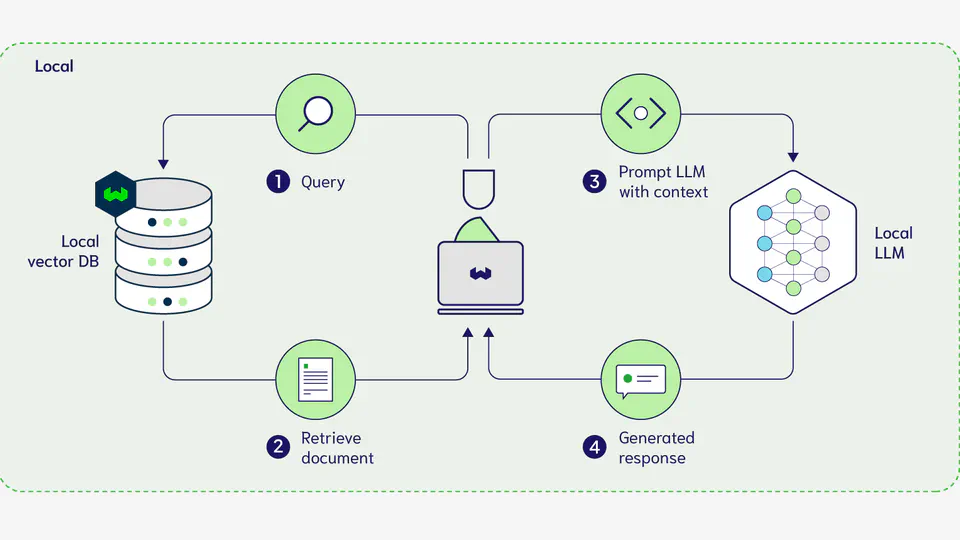 Local
1 Query
3 Prompt LLM
with context
Local
vector DB
Local
LLM
2 Retrieve
document
4 Generated
response